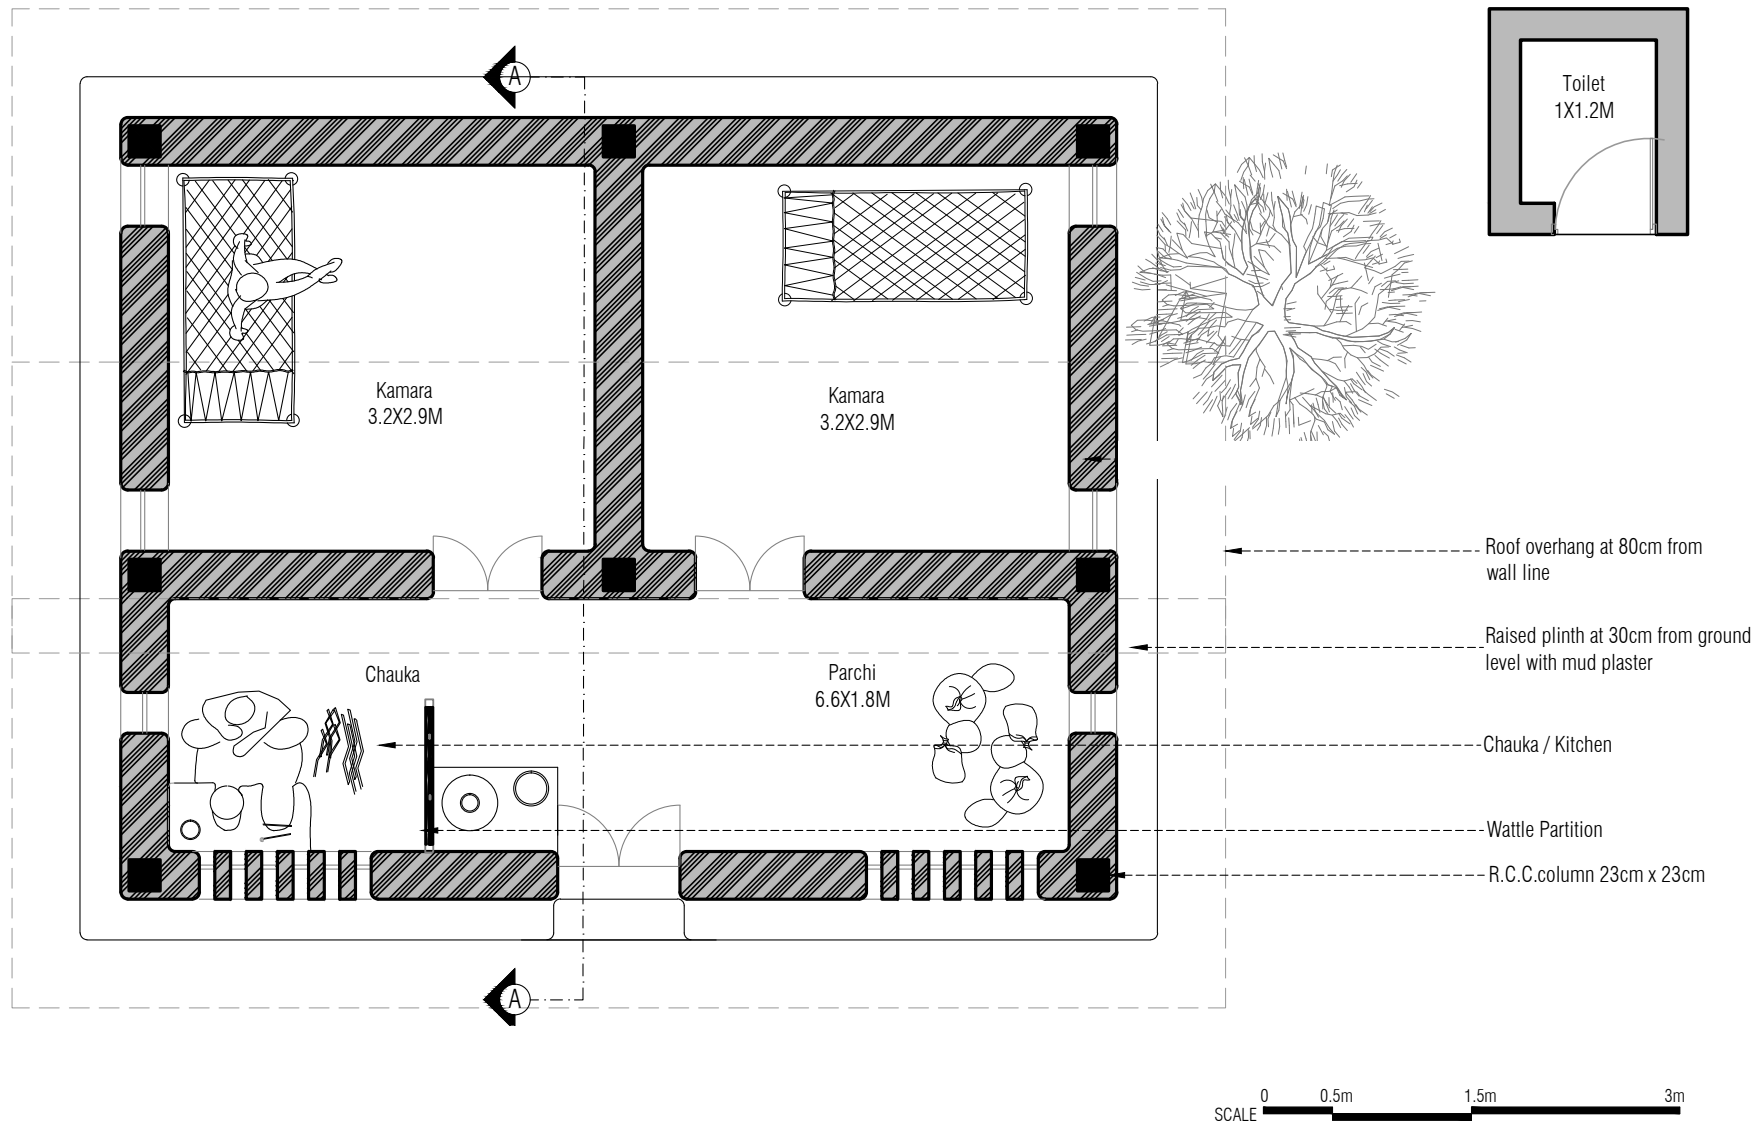 A
Toilet
1X1.2M
Kamara
3.2X2.9M
Kamara
3.2X2.9M
Roof overhang at 80cm from
wall line
Raised plinth at 30cm from ground
level with mud plaster
Chauka
Parchi
6.6X1.8M
Chauka / Kitchen
Wattle Partition
R.C.C.column 23cm x 23cm
A
0 0.5m 1.5m 3m
SCALE